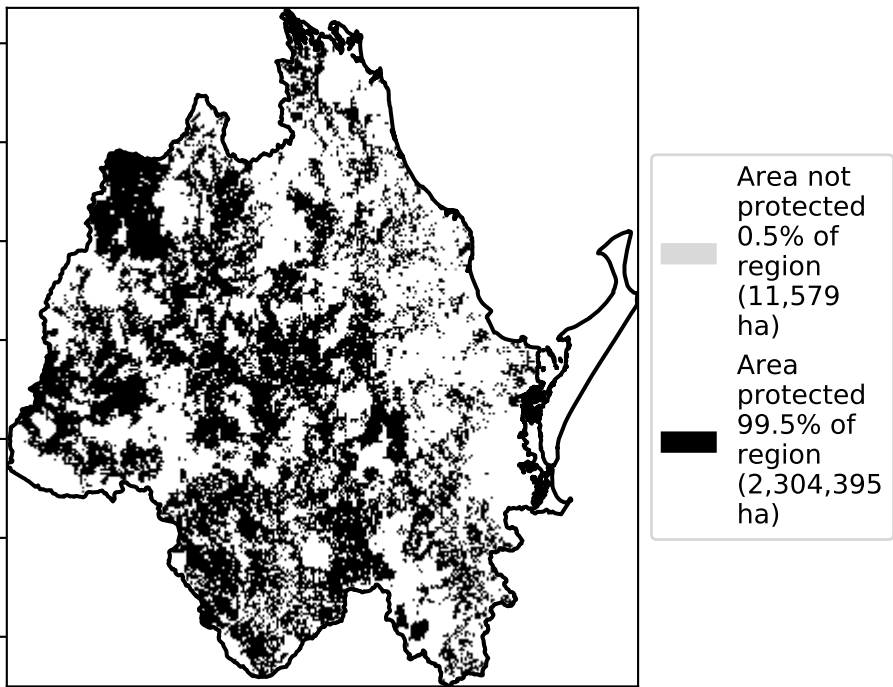 Area not
protected
0.5% of
region
(11,579
ha)
Area
protected
99.5% of
region
(2,304,395
ha)